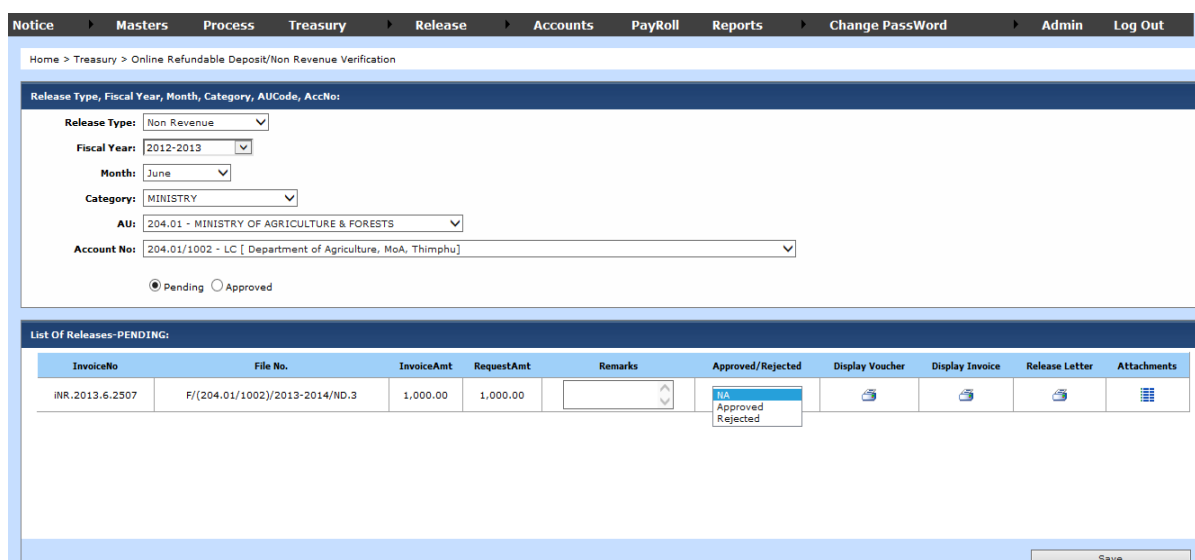 Notice Masters Process Treasury Release Accounts PayRoll Reports Change PassWord Admin Log Out
Home > Treasury > Online Refundable Deposit/Non Revenue Verification
Release Type, Fiscal Year, Month, Category, AUCode, AccNo:
Release Type: Non Revenue
Fiscal Year: 2012-2013
Month: June
Category: MINISTRY
AU: 204.01 - MINISTRY OF AGRICULTURE & FORESTS
Account No: 204.01/1002 - LC [ Department of Agriculture, MoA, Thimphu]
Pending Approved
List Of Releases-PENDING:
InvoiceNo File No. InvoiceAmt RequestAmt Remarks Approved/Rejected Display Voucher Display Invoice Release Letter Attachments
iNR.2013.6.2507 F/(204.01/1002)/2013-2014/ND.3 1,000.00 1,000.00 NA
Approved
Rejected
Save